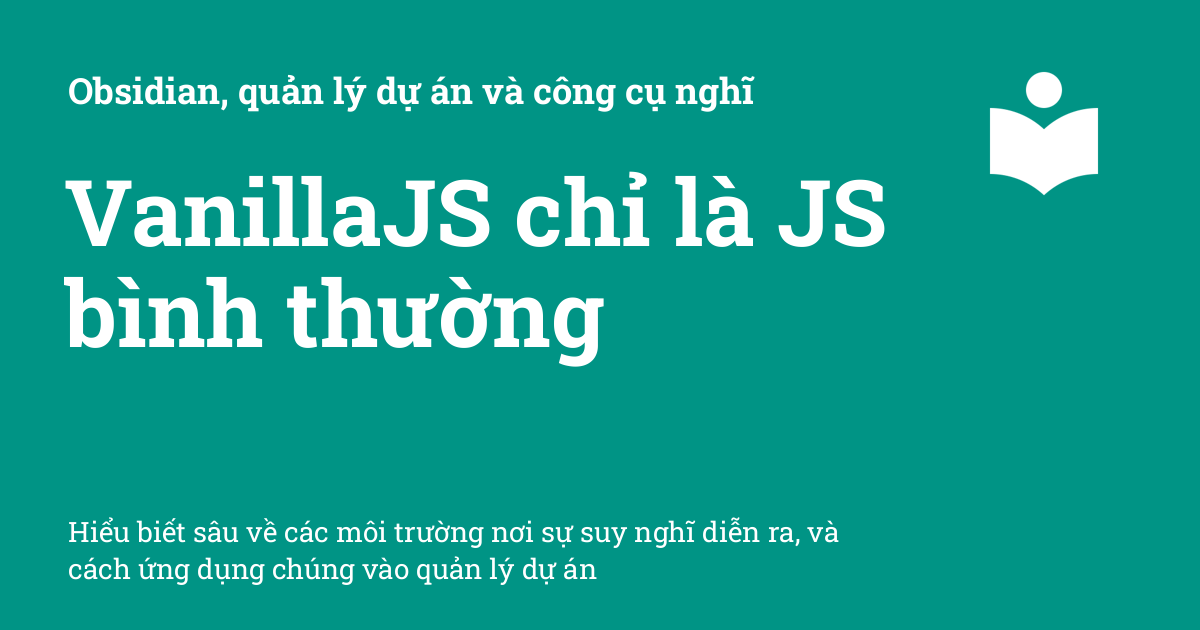 Obsidian, quản lý dự án và công cụ nghĩ
VanillaJS chỉ là JS
bình thường
Hiểu biết sâu về các môi trường nơi sự suy nghĩ diễn ra, và
cách ứng dụng chúng vào quản lý dự án